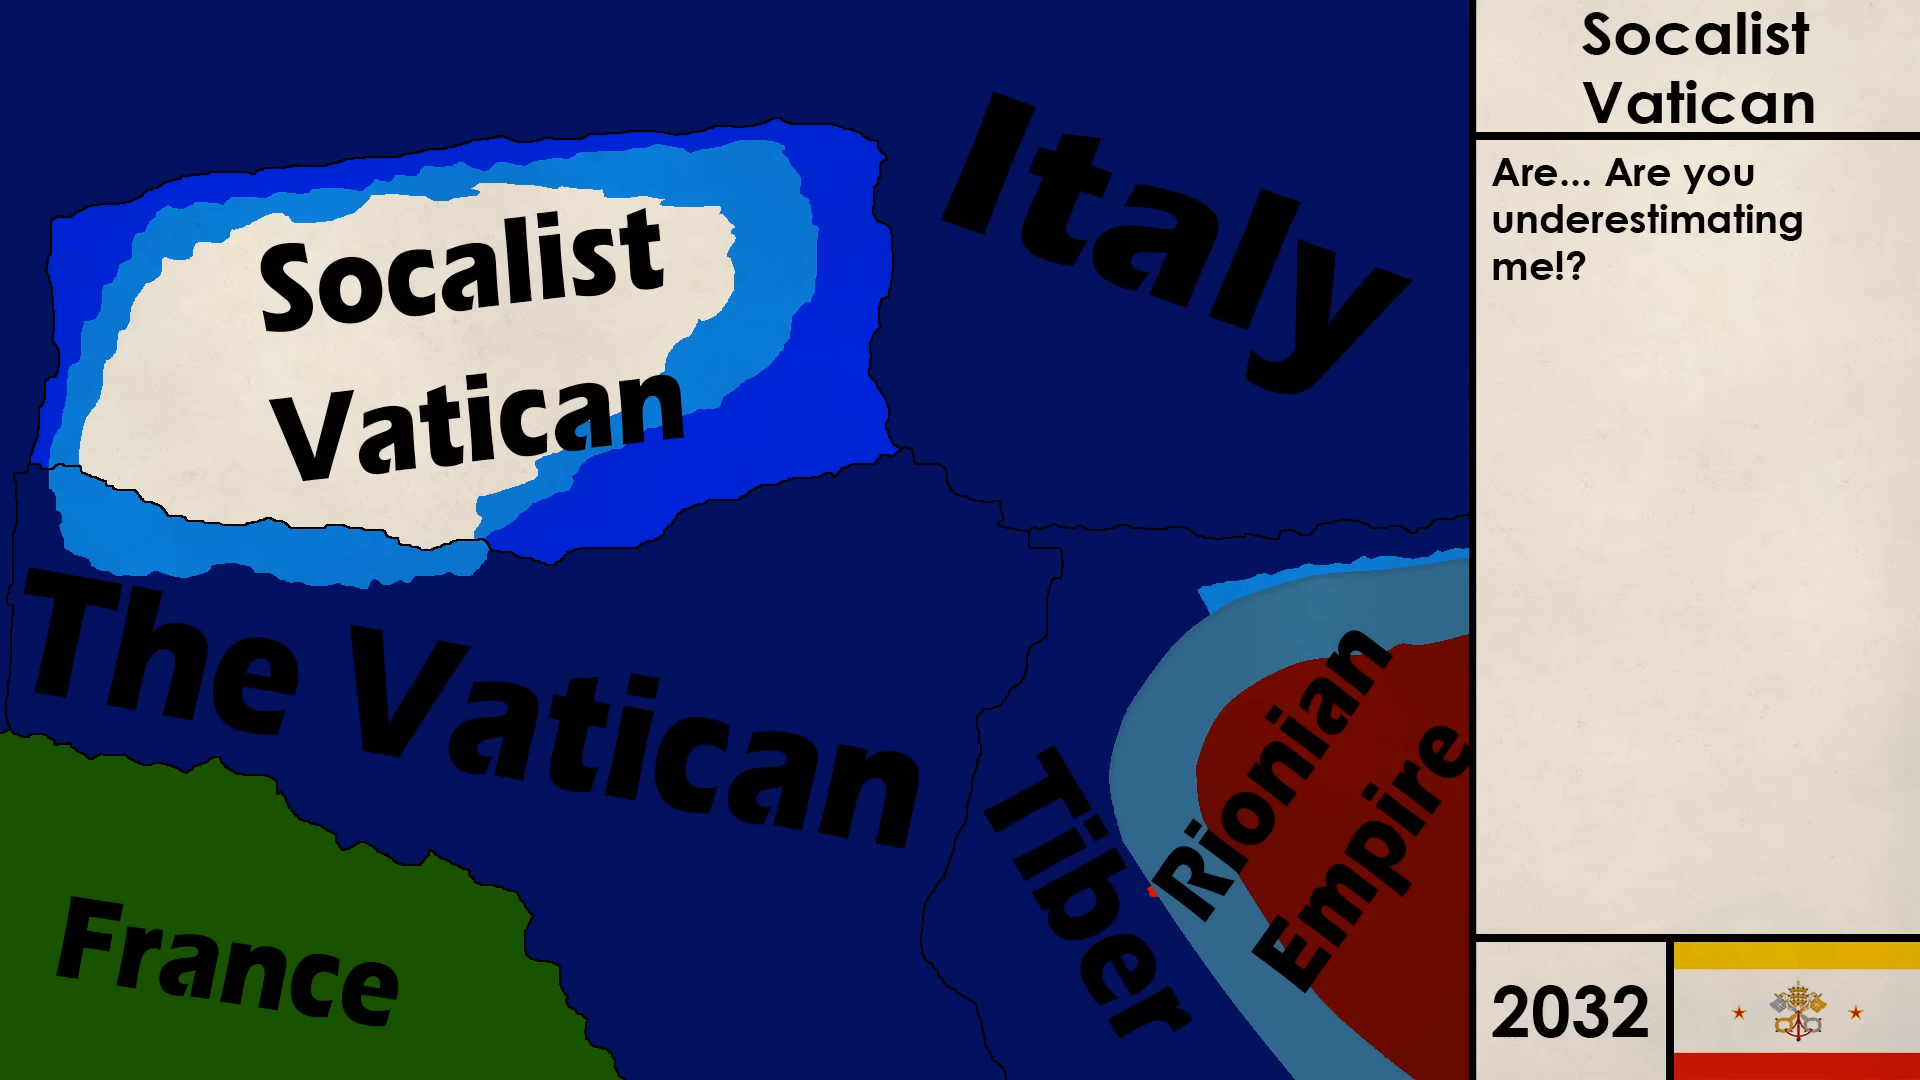 Socalist
Vatican
Italy
The Vatican
France
Tiber
Rionian
Empire
Socalist
Vatican
Are... Are you
underestimating
me!?
2032